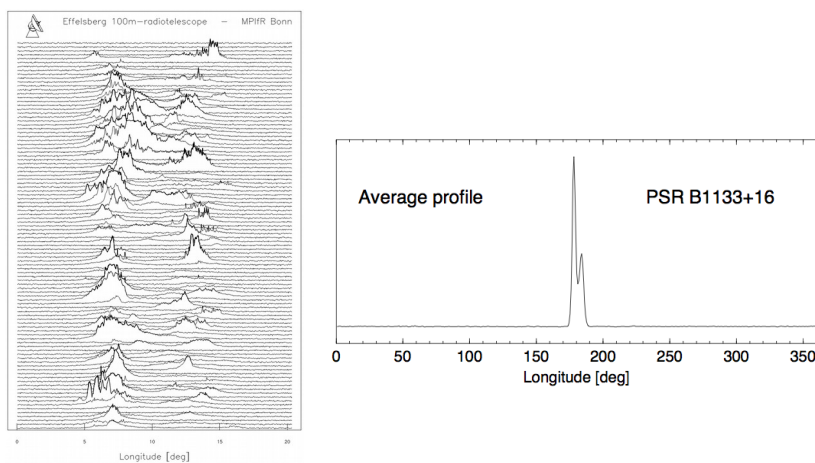 Effelsberg 100m-radiotelescope – MPIfR Bonn
0 5 10 15 20
Longitude [deg]
Average profile PSR B1133+16
0 50 100 150 200 250 300 350
Longitude [deg]